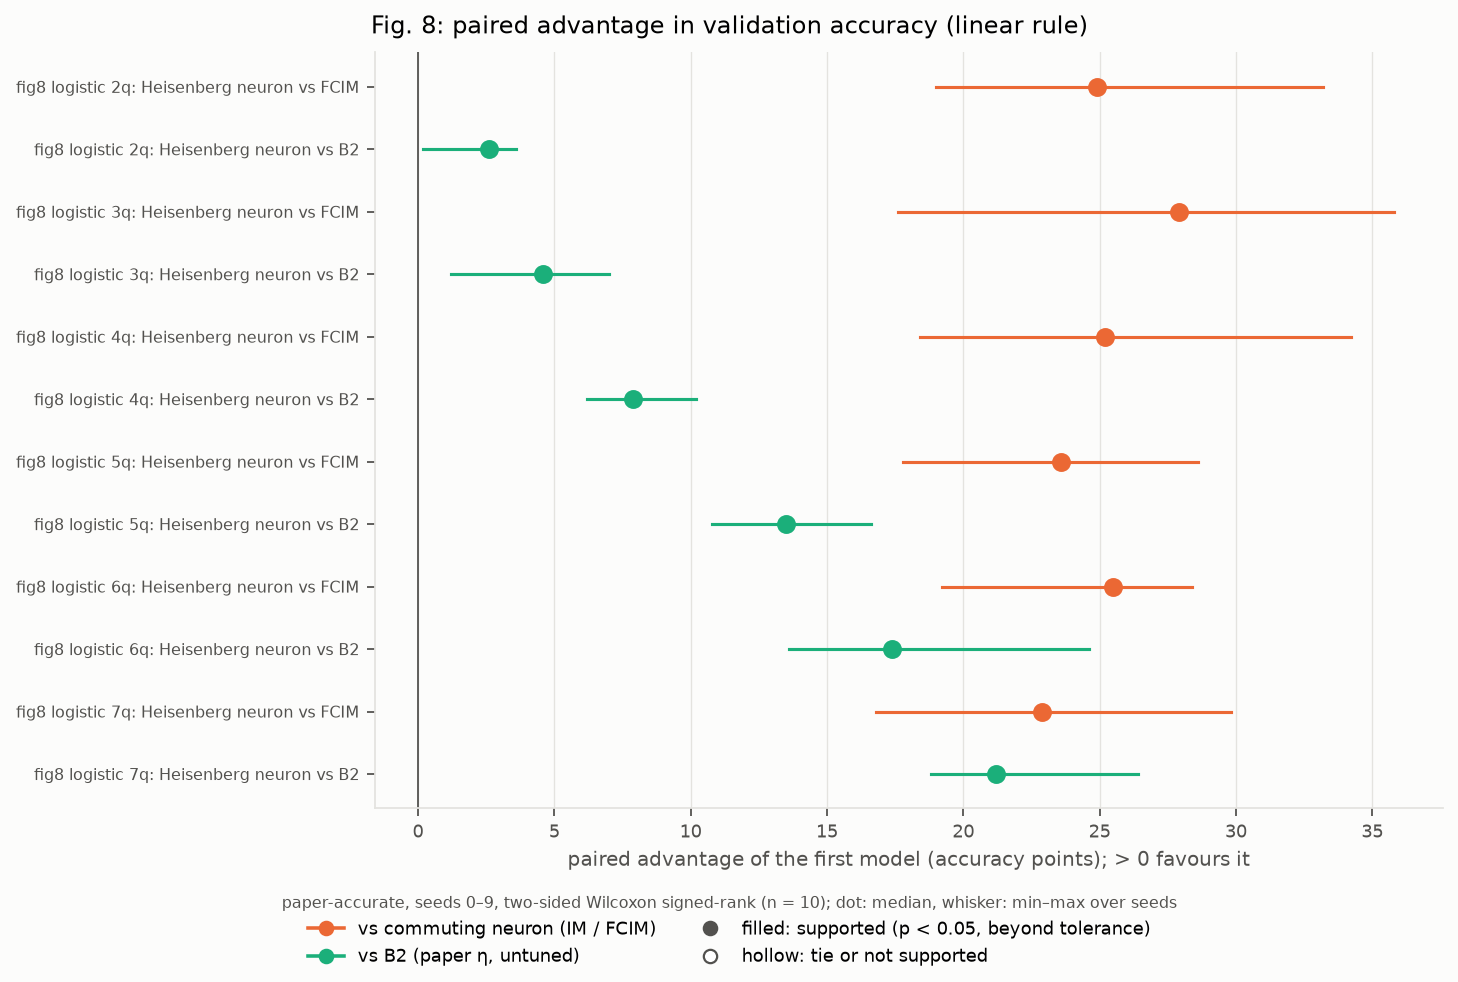 Fig. 8: paired advantage in validation accuracy (linear rule)
fig8 logistic 2q: Heisenberg neuron vs FCIM
fig8 logistic 2q: Heisenberg neuron vs B2
fig8 logistic 3q: Heisenberg neuron vs FCIM
fig8 logistic 3q: Heisenberg neuron vs B2
fig8 logistic 4q: Heisenberg neuron vs FCIM
fig8 logistic 4q: Heisenberg neuron vs B2
fig8 logistic 5q: Heisenberg neuron vs FCIM
fig8 logistic 5q: Heisenberg neuron vs B2
fig8 logistic 6q: Heisenberg neuron vs FCIM
fig8 logistic 6q: Heisenberg neuron vs B2
fig8 logistic 7q: Heisenberg neuron vs FCIM
fig8 logistic 7q: Heisenberg neuron vs B2
0 5 10 15 20 25 30 35
paired advantage of the first model (accuracy points); > 0 favours it
paper-accurate, seeds 0–9, two-sided Wilcoxon signed-rank (n = 10); dot: median, whisker: min–max over seeds
vs commuting neuron (IM / FCIM)
vs B2 (paper η, untuned)
filled: supported (p < 0.05, beyond tolerance)
hollow: tie or not supported